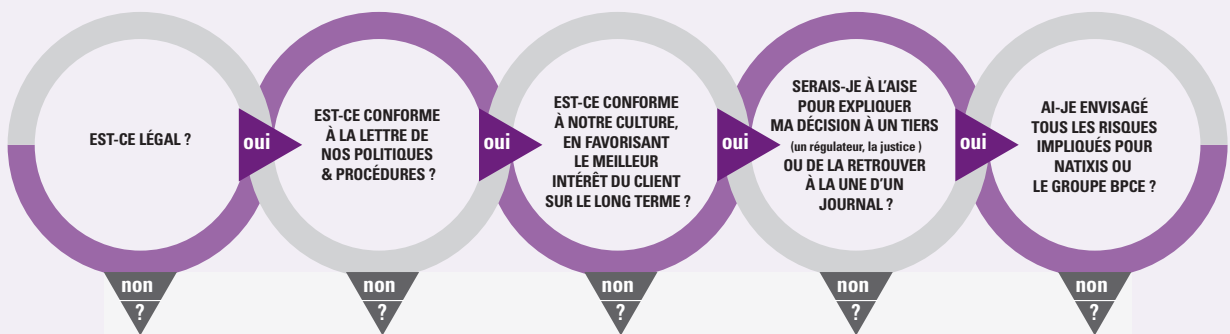 EST-CE LÉGAL ?
oui
EST-CE CONFORME
À LA LETTRE DE
NOS POLITIQUES
& PROCÉDURES ?
oui
EST-CE CONFORME
À NOTRE CULTURE,
EN FAVORISANT
LE MEILLEUR
INTÉRÊT DU CLIENT
SUR LE LONG TERME ?
oui
SERAIS-JE À L’AISE
POUR EXPLIQUER
MA DÉCISION À UN TIERS
(un régulateur, la justice )
OU DE LA RETROUVER
À LA UNE D’UN
JOURNAL ?
oui
AI-JE ENVISAGÉ
TOUS LES RISQUES
IMPLIQUÉS POUR
NATIXIS OU
LE GROUPE BPCE ?
non
?
non
?
non
?
non
?
non
?